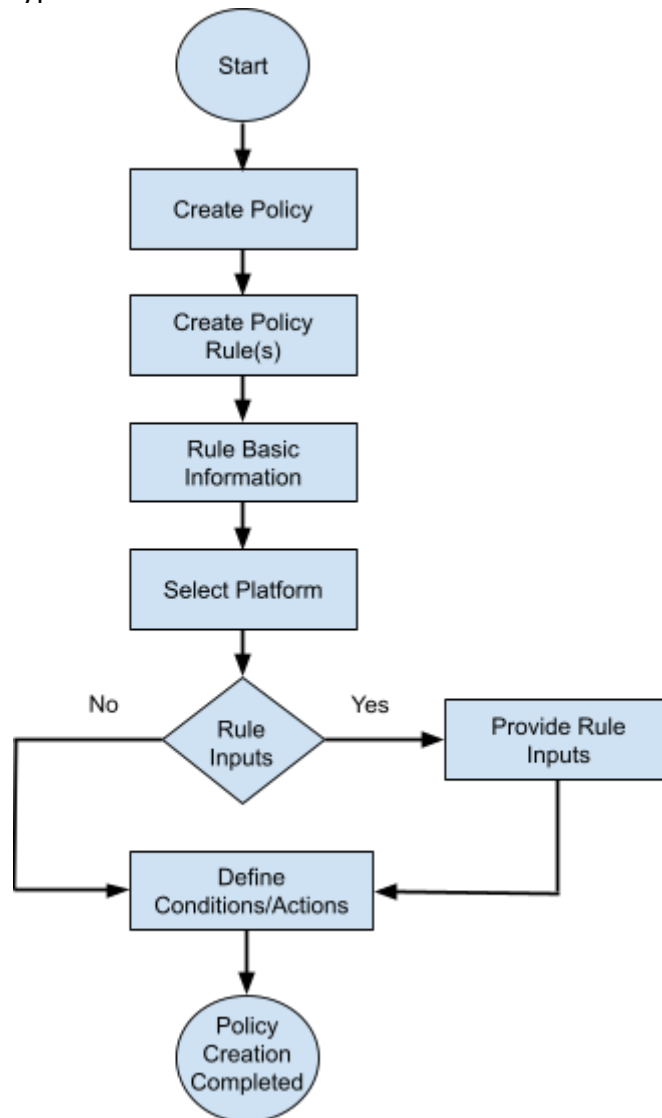 Start
Create Policy
Create Policy
Rule(s)
Rule Basic
Information
Select Platform
No
Yes
Rule
Inputs
Provide Rule
Inputs
Define
Conditions/Actions
Policy
Creation
Completed